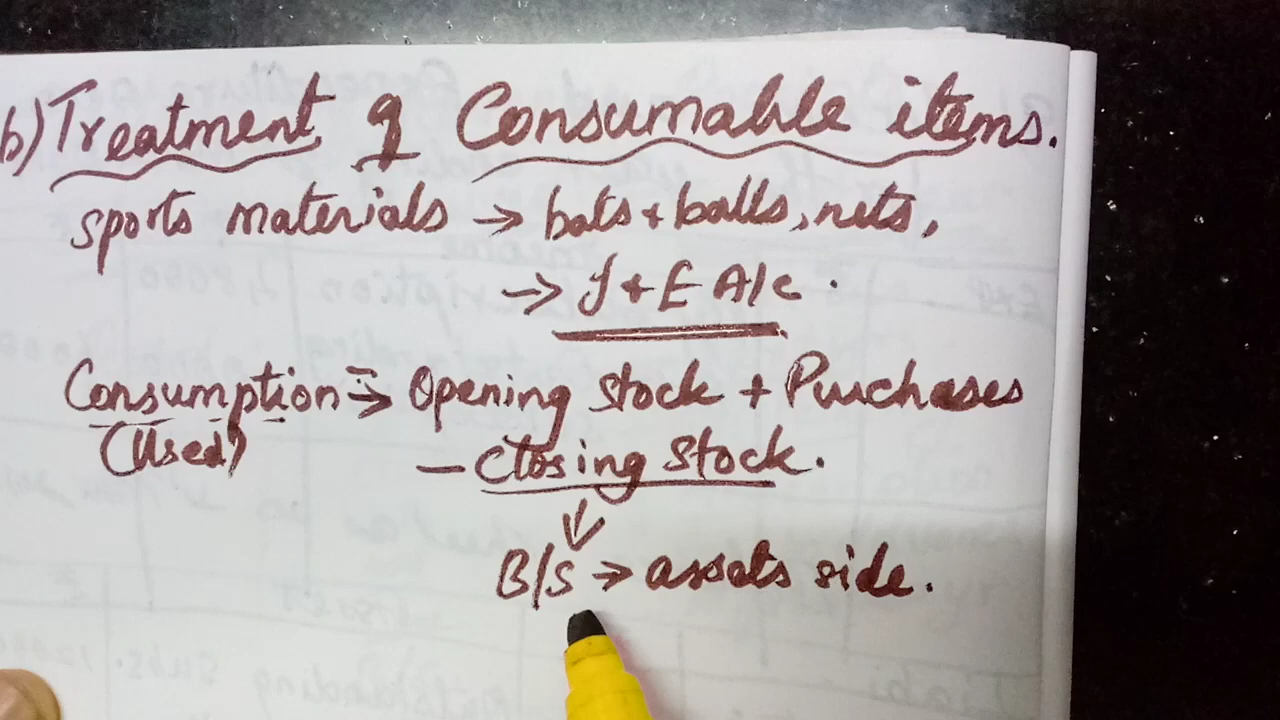 b) Treatment of Consumable items.
sports materials → bats + balls, nets.
→ I + E A/c.
Consumption → Opening stock + Purchases
(Used) – closing stock.
↓
B/S → assets side.